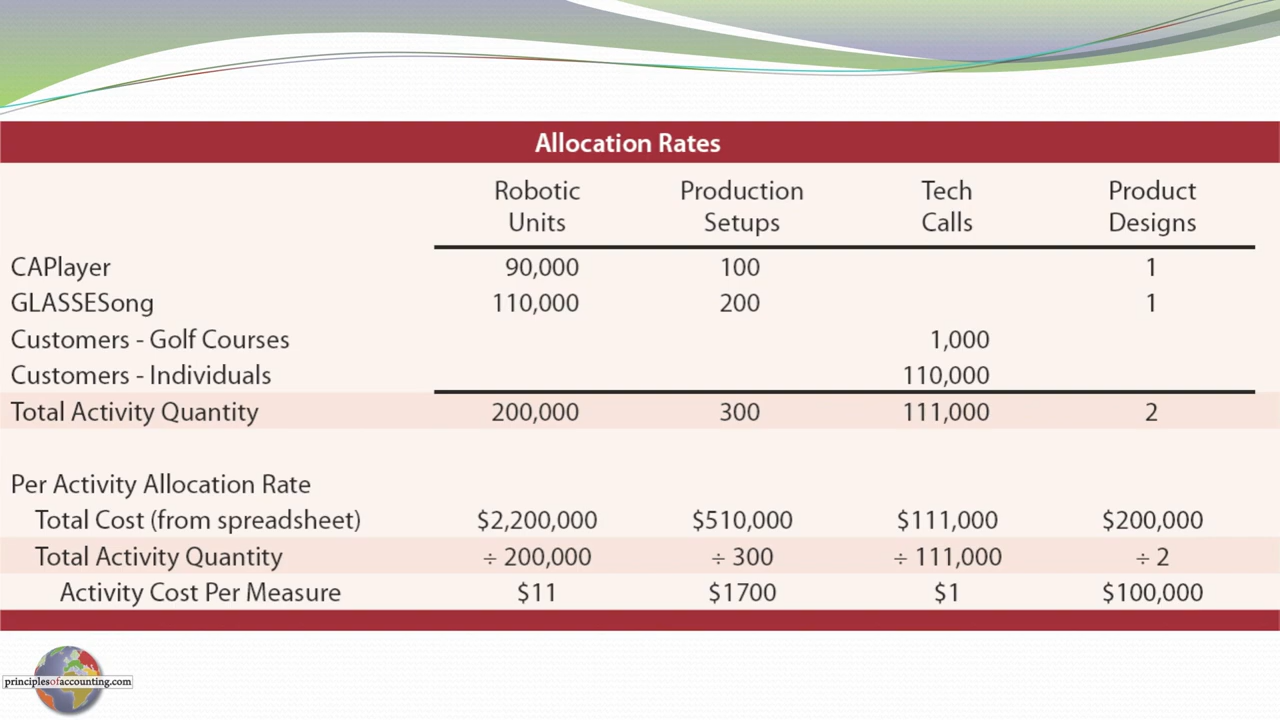 Allocation Rates
Robotic Units Production Setups Tech Calls Product Designs
CAPlayer 90,000 100 1
GLASSESong 110,000 200 1
Customers - Golf Courses 1,000
Customers - Individuals 110,000
Total Activity Quantity 200,000 300 111,000 2
Per Activity Allocation Rate
Total Cost (from spreadsheet) $2,200,000 $510,000 $111,000 $200,000
Total Activity Quantity ÷ 200,000 ÷ 300 ÷ 111,000 ÷ 2
Activity Cost Per Measure $11 $1700 $1 $100,000
principlesofaccounting.com